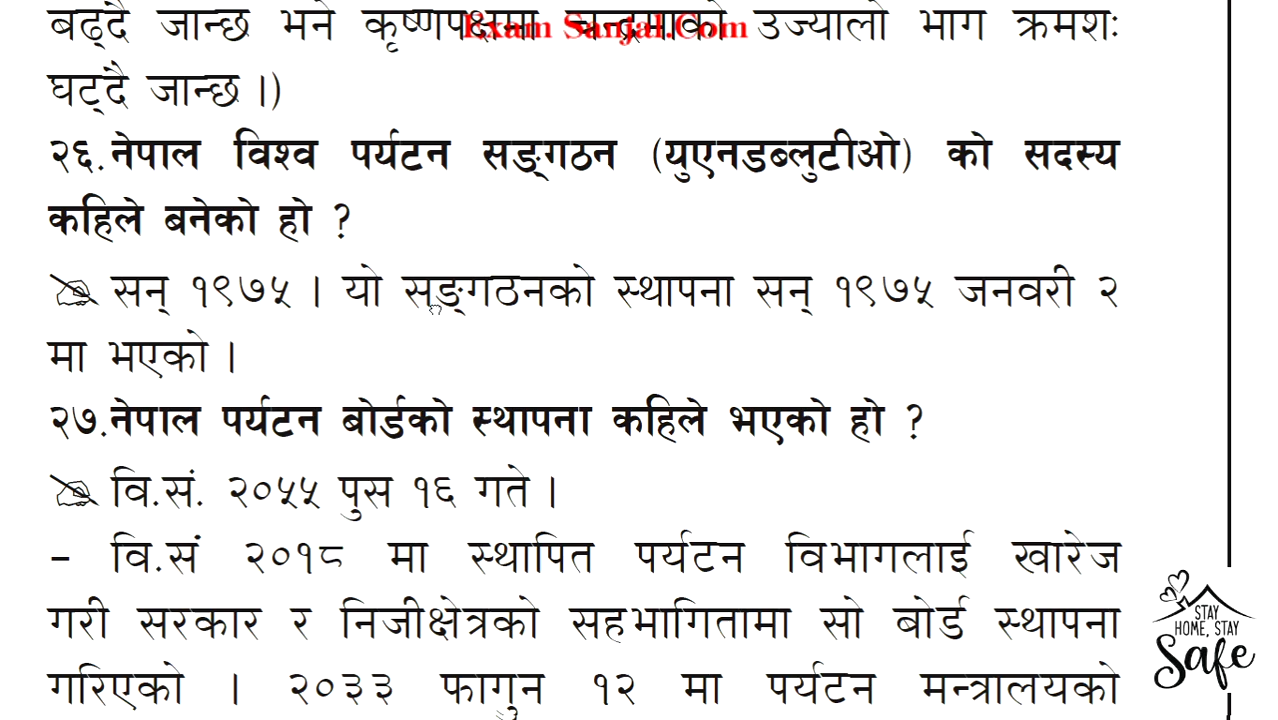 बढ्दै जान्छ भने कृष्णपक्षमा चन्द्रमाको उज्यालो भाग क्रमशः
Exam Sanjal.Com
घट्दै जान्छ ।)
२६.नेपाल विश्व पर्यटन सङ्गठन (युएनडब्लुटीओ) को सदस्य
कहिले बनेको हो ?
सन् १९७५ । यो सङ्गठनको स्थापना सन् १९७५ जनवरी २
मा भएको ।
२७.नेपाल पर्यटन बोर्डको स्थापना कहिले भएको हो ?
वि.सं. २०५५ पुस १६ गते ।
– वि.सं २०१८ मा स्थापित पर्यटन विभागलाई खारेज
गरी सरकार र निजीक्षेत्रको सहभागितामा सो बोर्ड स्थापना
गरिएको । २०३३ फागुन १२ मा पर्यटन मन्त्रालयको
STAY
HOME, STAY
Safe